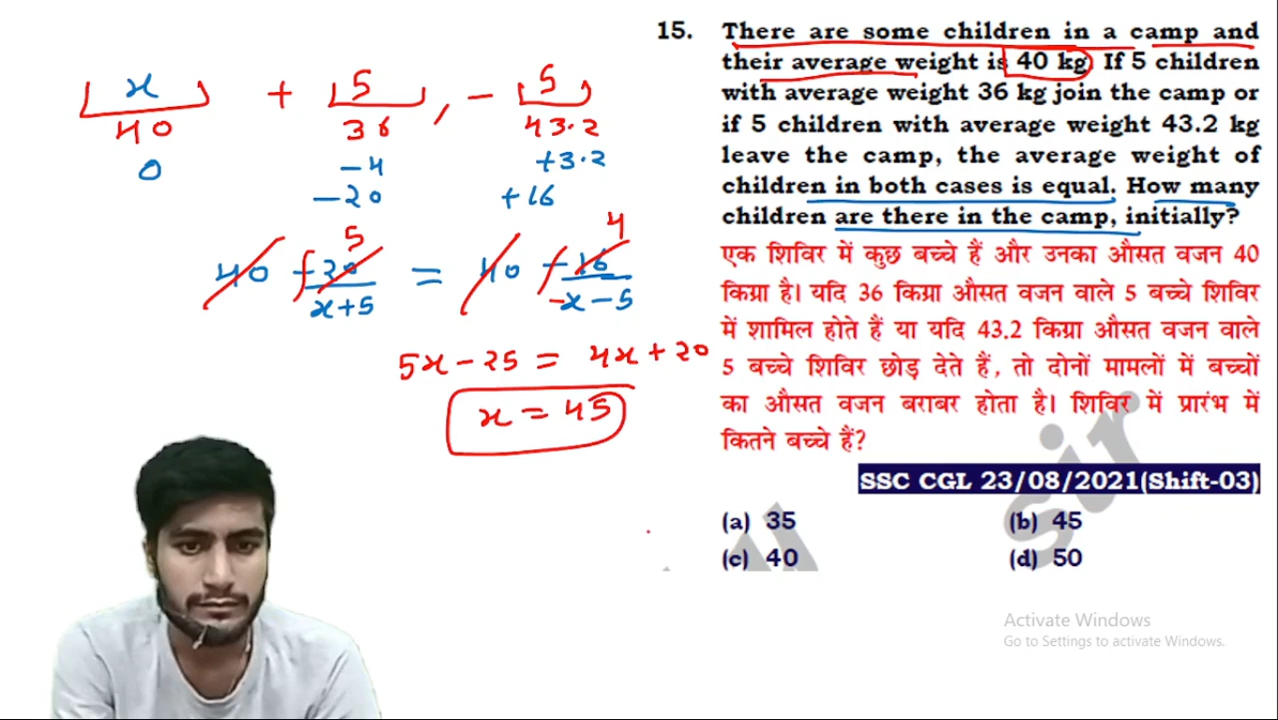 15. There are some children in a camp and
their average weight is 40 kg. If 5 children
with average weight 36 kg join the camp or
if 5 children with average weight 43.2 kg
leave the camp, the average weight of
children in both cases is equal. How many
children are there in the camp, initially?
एक शिविर में कुछ बच्चे हैं और उनका औसत वजन 40
किग्रा है। यदि 36 किग्रा औसत वजन वाले 5 बच्चे शिविर
में शामिल होते हैं या यदि 43.2 किग्रा औसत वजन वाले
5 बच्चे शिविर छोड़ देते हैं, तो दोनों मामलों में बच्चों
का औसत वजन बराबर होता है। शिविर में प्रारंभ में
कितने बच्चे हैं?
SSC CGL 23/08/2021(Shift-03)
(a) 35 (b) 45
(c) 40 (d) 50
x + 5, - 5
40 36 43.2
0 -4 +3.2
-20 +16
5 4
40 - 20 = 40 - 16
x+5 x-5
5x - 25 = 4x + 20
x = 45
sir
Activate Windows
Go to Settings to activate Windows.